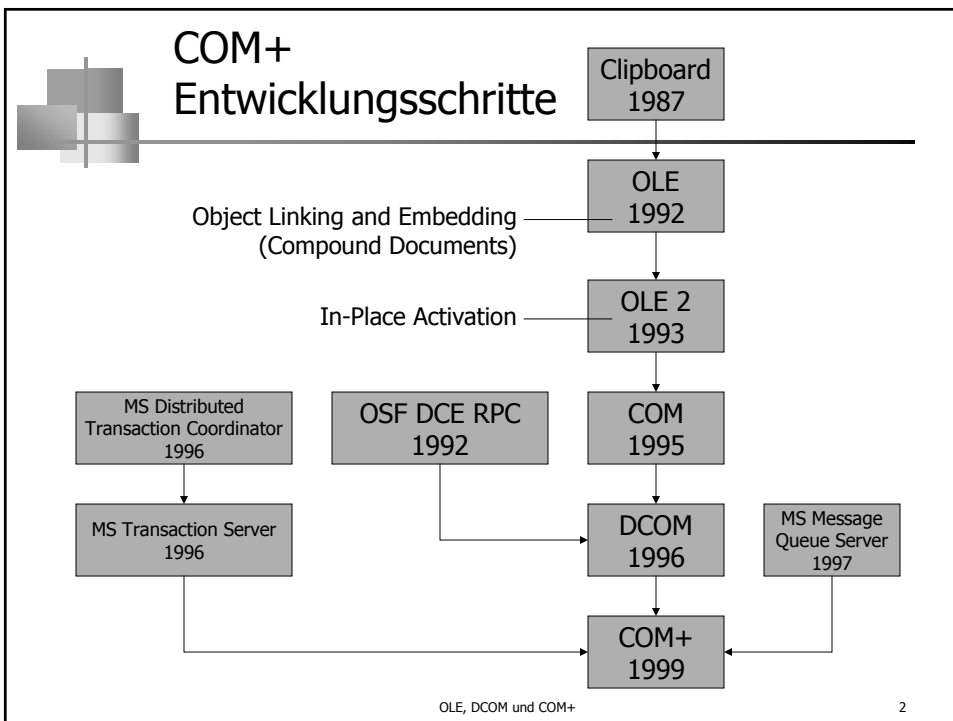 COM+
Entwicklungsschritte
Clipboard
1987
OLE
1992
Object Linking and Embedding
(Compound Documents)
OLE 2
1993
In-Place Activation
MS Distributed
Transaction Coordinator
1996
OSF DCE RPC
1992
COM
1995
MS Transaction Server
1996
DCOM
1996
MS Message
Queue Server
1997
COM+
1999
OLE, DCOM und COM+
2